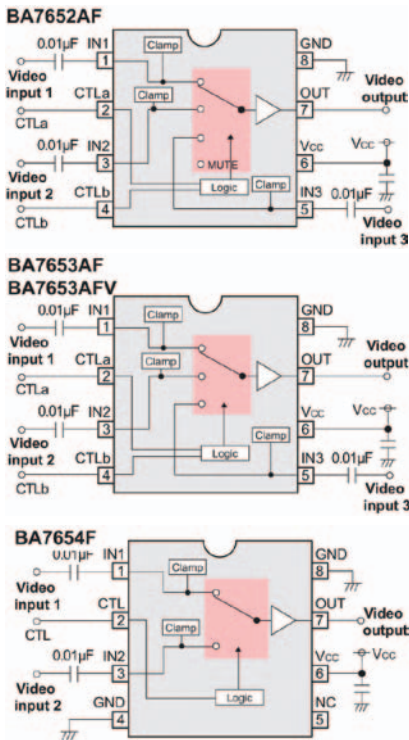 BA7652AF
0.01µF IN1 Clamp GND
1 8
Video input 1 CTLa Clamp OUT Video output
2 7
CTLa
0.01µF IN2 VCC VCC
3 6
MUTE
Video input 2 CTLb Logic Clamp IN3 0.01µF
4 5
CTLb Video input 3
BA7653AF
BA7653AFV
0.01µF IN1 Clamp GND
1 8
Video input 1 CTLa Clamp OUT Video output
2 7
CTLa
0.01µF IN2 VCC VCC
3 6
Video input 2 CTLb Logic Clamp IN3 0.01µF
4 5
CTLb Video input 3
BA7654F
0.01µF IN1 Clamp GND
1 8
Video input 1 CTL OUT Video output
2 7
CTL Clamp
0.01µF IN2 VCC VCC
3 6
Video input 2 GND Logic NC
4 5